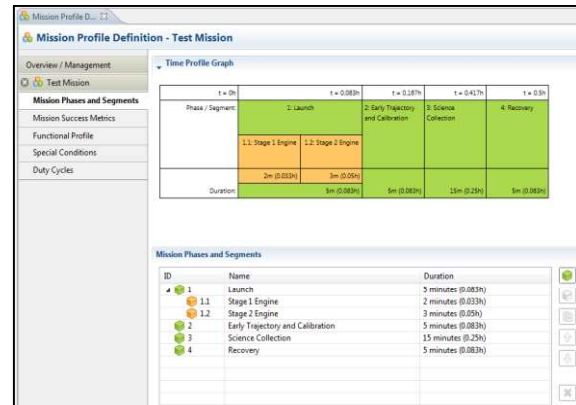 Mission Profile D...
Mission Profile Definition - Test Mission
Overview / Management
Test Mission
Mission Phases and Segments
Mission Success Metrics
Functional Profile
Special Conditions
Duty Cycles
Time Profile Graph
t = 0h t = 0.083h t = 0.167h t = 0.417h t = 0.5h
Phase / Segment: 1: Launch 2: Early Trajectory and Calibration 3: Science Collection 4: Recovery
1.1: Stage 1 Engine 1.2: Stage 2 Engine
2m (0.033h) 3m (0.05h)
Duration: 5m (0.083h) 5m (0.083h) 15m (0.25h) 5m (0.083h)
Mission Phases and Segments
ID Name Duration
1 Launch 5 minutes (0.083h)
1.1 Stage 1 Engine 2 minutes (0.033h)
1.2 Stage 2 Engine 3 minutes (0.05h)
2 Early Trajectory and Calibration 5 minutes (0.083h)
3 Science Collection 15 minutes (0.25h)
4 Recovery 5 minutes (0.083h)